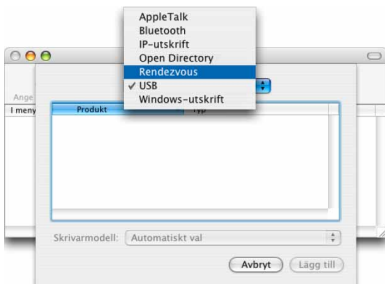 AppleTalk
Bluetooth
IP-utskrift
Open Directory
Rendezvous
✓ USB
Windows-utskrift
Ange
I meny
Produkt
Typ
Skrivarmodell: Automatiskt val
Avbryt Lägg till